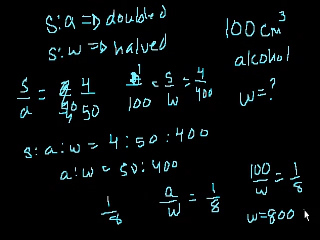 s:a => doubled
s:w => halved
100 cm³
alcohol
w=?
s/a = 4/50
1/100 = s/w = 4/400
s:a:w = 4:50:400
a:w = 50:400
1/8
a/w = 1/8
100/w = 1/8
w=800